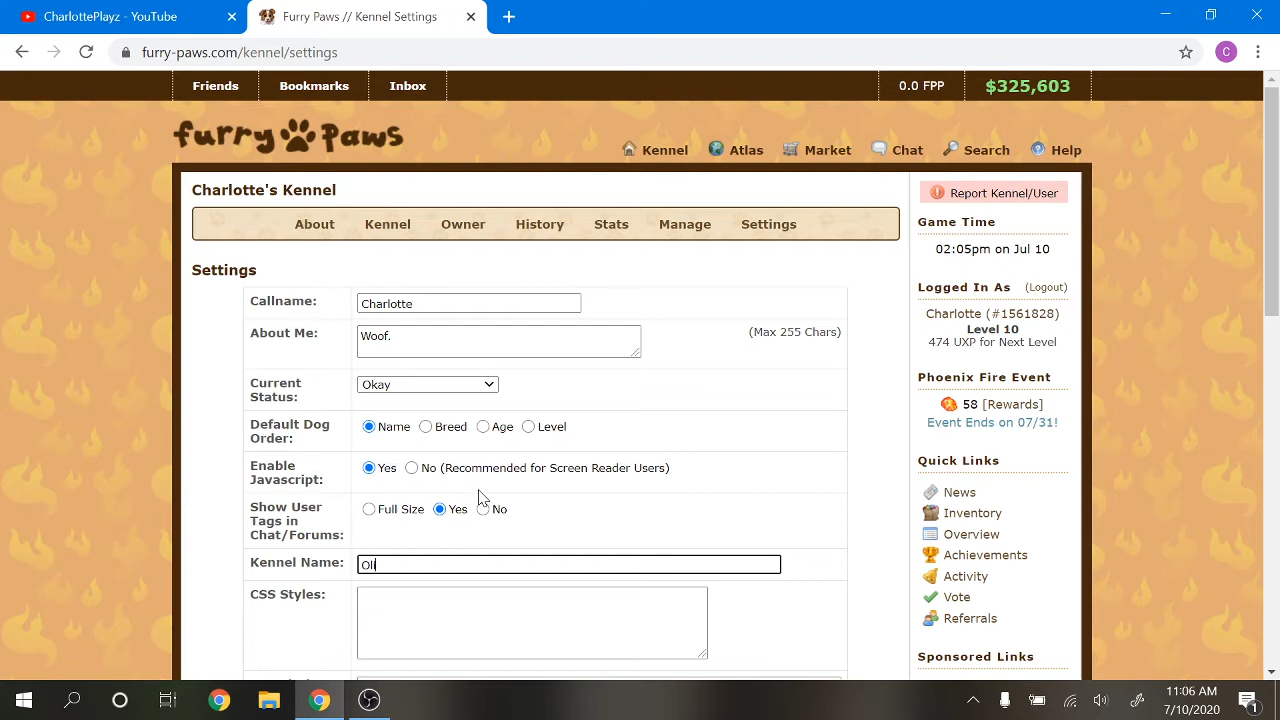 CharlottePlayz - YouTube
Furry Paws // Kennel Settings
furry-paws.com/kennel/settings
C
Friends Bookmarks Inbox 0.0 FPP $325,603
furry Paws
Kennel Atlas Market Chat Search Help
Charlotte's Kennel
About Kennel Owner History Stats Manage Settings
Settings
Callname: Charlotte
About Me: Woof. (Max 255 Chars)
Current
Status:
Okay
Default Dog
Order:
Name Breed Age Level
Enable
Javascript:
Yes No (Recommended for Screen Reader Users)
Show User
Tags in
Chat/Forums:
Full Size Yes No
Kennel Name: Oli
CSS Styles:
Report Kennel/User
Game Time
02:05pm on Jul 10
Logged In As (Logout)
Charlotte (#1561828)
Level 10
474 UXP for Next Level
Phoenix Fire Event
58 [Rewards]
Event Ends on 07/31!
Quick Links
News
Inventory
Overview
Achievements
Activity
Vote
Referrals
Sponsored Links
11:06 AM
7/10/2020
1